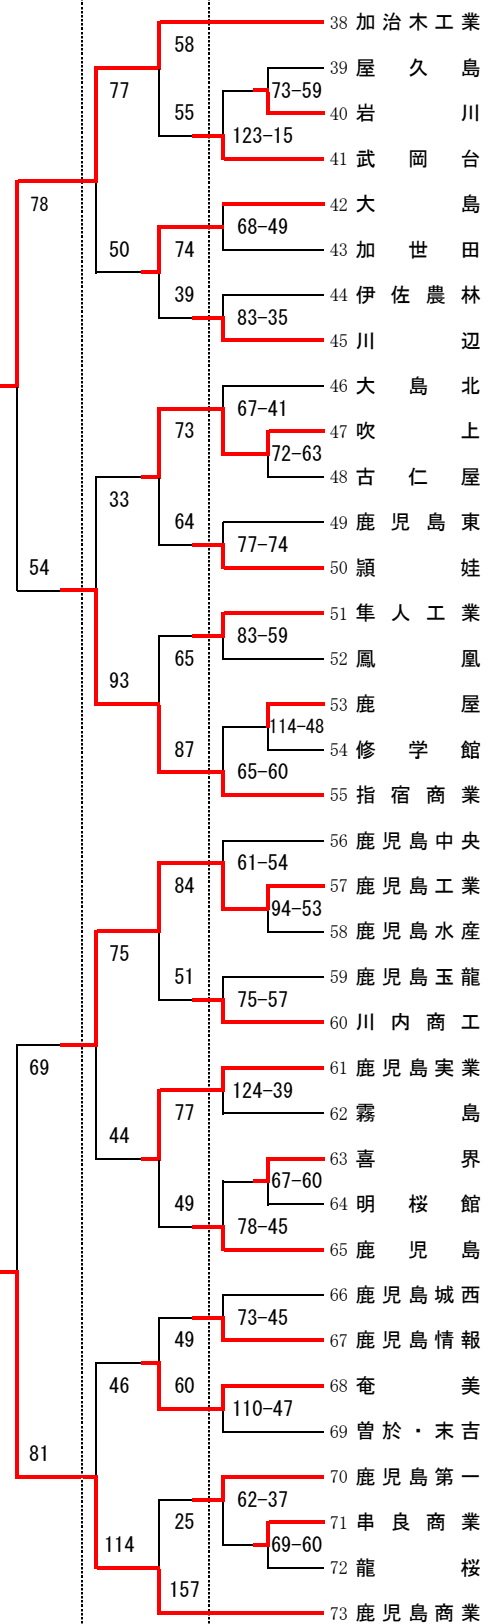 38 加治木工業
58
39 屋久島
77 73-59
55 40 岩川
123-15
41 武岡台
78 42 大島
68-49
50 74 43 加世田
39 44 伊佐農林
83-35
45 川辺
46 大島北
67-41
73 47 吹上
72-63
33 48 古仁屋
64 49 鹿児島東
77-74
54 50 頴娃
51 隼人工業
83-59
65 52 鳳凰
93
53 鹿屋
114-48
87 54 修学館
65-60
55 指宿商業
56 鹿児島中央
61-54
84 57 鹿児島工業
94-53
75 58 鹿児島水産
51 59 鹿児島玉龍
75-57
60 川内商工
69 61 鹿児島実業
124-39
77 62 霧島
44
63 喜界
67-60
49 64 明桜館
78-45
65 鹿児島
66 鹿児島城西
73-45
49 67 鹿児島情報
46 60 68 奄美
110-47
69 曽於・末吉
81
70 鹿児島第一
62-37
25 71 串良商業
114 69-60
72 龍桜
157
73 鹿児島商業